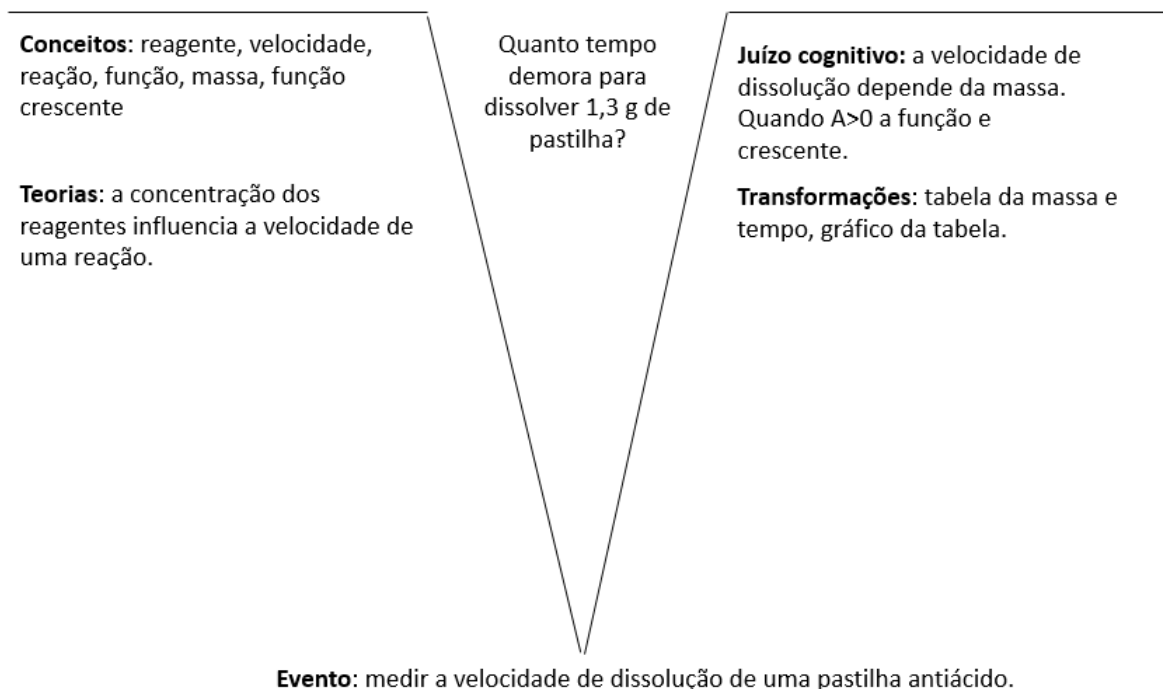 Conceitos: reagente, velocidade,
reação, função, massa, função
crescente
Teorias: a concentração dos
reagentes influencia a velocidade de
uma reação.
Quanto tempo
demora para
dissolver 1,3 g de
pastilha?
Juízo cognitivo: a velocidade de
dissolução depende da massa.
Quando A>0 a função e
crescente.
Transformações: tabela da massa e
tempo, gráfico da tabela.
Evento: medir a velocidade de dissolução de uma pastilha antiácido.